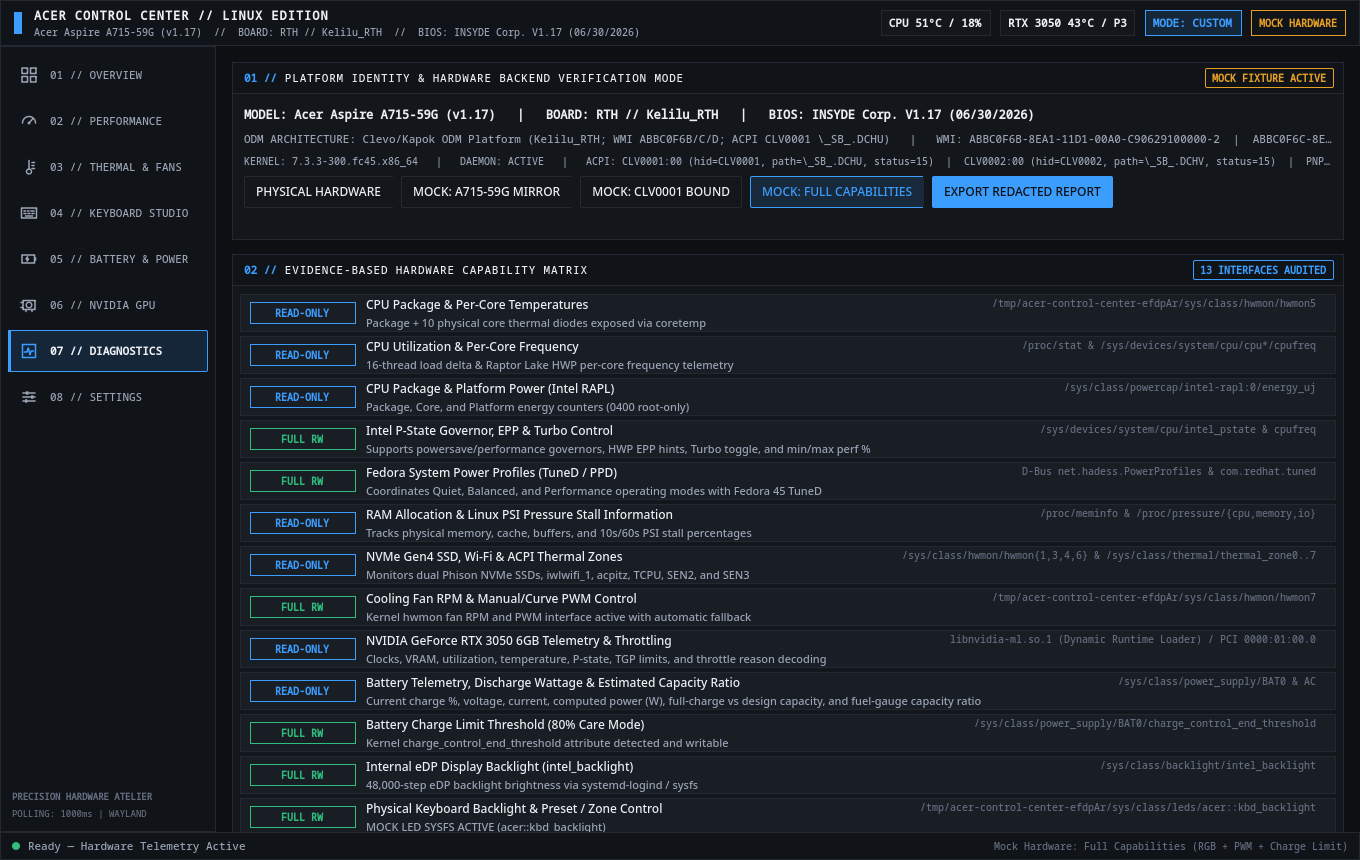 ACER CONTROL CENTER // LINUX EDITION
Acer Aspire A715-59G (v1.17) // BOARD: RTH // Kelilu_RTH // BIOS: INSYDE Corp. V1.17 (06/30/2026)
CPU 51°C / 18%
RTX 3050 43°C / P3
MODE: CUSTOM
MOCK HARDWARE
01 // OVERVIEW
02 // PERFORMANCE
03 // THERMAL & FANS
04 // KEYBOARD STUDIO
05 // BATTERY & POWER
06 // NVIDIA GPU
07 // DIAGNOSTICS
08 // SETTINGS
PRECISION HARDWARE ATELIER
POLLING: 1000ms | WAYLAND
01 // PLATFORM IDENTITY & HARDWARE BACKEND VERIFICATION MODE
MOCK FIXTURE ACTIVE
MODEL: Acer Aspire A715-59G (v1.17) | BOARD: RTH // Kelilu_RTH | BIOS: INSYDE Corp. V1.17 (06/30/2026)
ODM ARCHITECTURE: Clevo/Kapok ODM Platform (Kelilu_RTH; WMI ABBC0F6B/C/D; ACPI CLV0001 \_SB_.DCHU) | WMI: ABBC0F6B-8EA1-11D1-00A0-C90629100000-2 | ABBC0F6C-8E…
KERNEL: 7.3.3-300.fc45.x86_64 | DAEMON: ACTIVE | ACPI: CLV0001:00 (hid=CLV0001, path=\_SB_.DCHU, status=15) | CLV0002:00 (hid=CLV0002, path=\_SB_.DCHV, status=15) | PNP…
PHYSICAL HARDWARE
MOCK: A715-59G MIRROR
MOCK: CLV0001 BOUND
MOCK: FULL CAPABILITIES
EXPORT REDACTED REPORT
02 // EVIDENCE-BASED HARDWARE CAPABILITY MATRIX
13 INTERFACES AUDITED
READ-ONLY
CPU Package & Per-Core Temperatures
/tmp/acer-control-center-efdpAr/sys/class/hwmon/hwmon5
Package + 10 physical core thermal diodes exposed via coretemp
READ-ONLY
CPU Utilization & Per-Core Frequency
/proc/stat & /sys/devices/system/cpu/cpu*/cpufreq
16-thread load delta & Raptor Lake HWP per-core frequency telemetry
READ-ONLY
CPU Package & Platform Power (Intel RAPL)
/sys/class/powercap/intel-rapl:0/energy_uj
Package, Core, and Platform energy counters (0400 root-only)
FULL RW
Intel P-State Governor, EPP & Turbo Control
/sys/devices/system/cpu/intel_pstate & cpufreq
Supports powersave/performance governors, HWP EPP hints, Turbo toggle, and min/max perf %
FULL RW
Fedora System Power Profiles (TuneD / PPD)
D-Bus net.hadess.PowerProfiles & com.redhat.tuned
Coordinates Quiet, Balanced, and Performance operating modes with Fedora 45 TuneD
READ-ONLY
RAM Allocation & Linux PSI Pressure Stall Information
/proc/meminfo & /proc/pressure/{cpu,memory,io}
Tracks physical memory, cache, buffers, and 10s/60s PSI stall percentages
READ-ONLY
NVMe Gen4 SSD, Wi-Fi & ACPI Thermal Zones
/sys/class/hwmon/hwmon{1,3,4,6} & /sys/class/thermal/thermal_zone0..7
Monitors dual Phison NVMe SSDs, iwlwifi_1, acpitz, TCPU, SEN2, and SEN3
FULL RW
Cooling Fan RPM & Manual/Curve PWM Control
/tmp/acer-control-center-efdpAr/sys/class/hwmon/hwmon7
Kernel hwmon fan RPM and PWM interface active with automatic fallback
READ-ONLY
NVIDIA GeForce RTX 3050 6GB Telemetry & Throttling
libnvidia-ml.so.1 (Dynamic Runtime Loader) / PCI 0000:01:00.0
Clocks, VRAM, utilization, temperature, P-state, TGP limits, and throttle reason decoding
READ-ONLY
Battery Telemetry, Discharge Wattage & Estimated Capacity Ratio
/sys/class/power_supply/BAT0 & AC
Current charge %, voltage, current, computed power (W), full-charge vs design capacity, and fuel-gauge capacity ratio
FULL RW
Battery Charge Limit Threshold (80% Care Mode)
/sys/class/power_supply/BAT0/charge_control_end_threshold
Kernel charge_control_end_threshold attribute detected and writable
FULL RW
Internal eDP Display Backlight (intel_backlight)
/sys/class/backlight/intel_backlight
48,000-step eDP backlight brightness via systemd-logind / sysfs
FULL RW
Physical Keyboard Backlight & Preset / Zone Control
/tmp/acer-control-center-efdpAr/sys/class/leds/acer::kbd_backlight
MOCK LED SYSFS ACTIVE (acer::kbd_backlight)
Ready — Hardware Telemetry Active
Mock Hardware: Full Capabilities (RGB + PWM + Charge Limit)